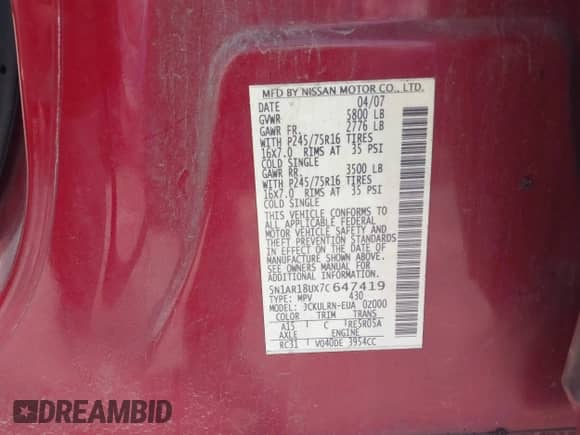 MFD BY NISSAN MOTOR CO., LTD.
DATE 04/07
GVWR 5800 LB
GAWR FR. 2776 LB
WITH P245/75R16 TIRES
16X7.0 RIMS AT 35 PSI
COLD SINGLE
GAWR RR. 3500 LB
WITH P245/75R16 TIRES
16X7.0 RIMS AT 35 PSI
COLD SINGLE
THIS VEHICLE CONFORMS TO
ALL APPLICABLE FEDERAL
MOTOR VEHICLE SAFETY AND
THEFT PREVENTION STANDARDS
IN EFFECT ON THE DATE OF
MANUFACTURE SHOWN ABOVE.
SEE OWNERS MANUAL FOR
ADDITIONAL INFORMATION.
5N1AR18UX7C647419
TYPE: MPV 430
MODEL: JCKULRN-EUA 02000
COLOR TRIM TRANS
A15 C RE5R05A
AXLE ENGINE
RC31 VQ40DE 3954CC
DREAMBID